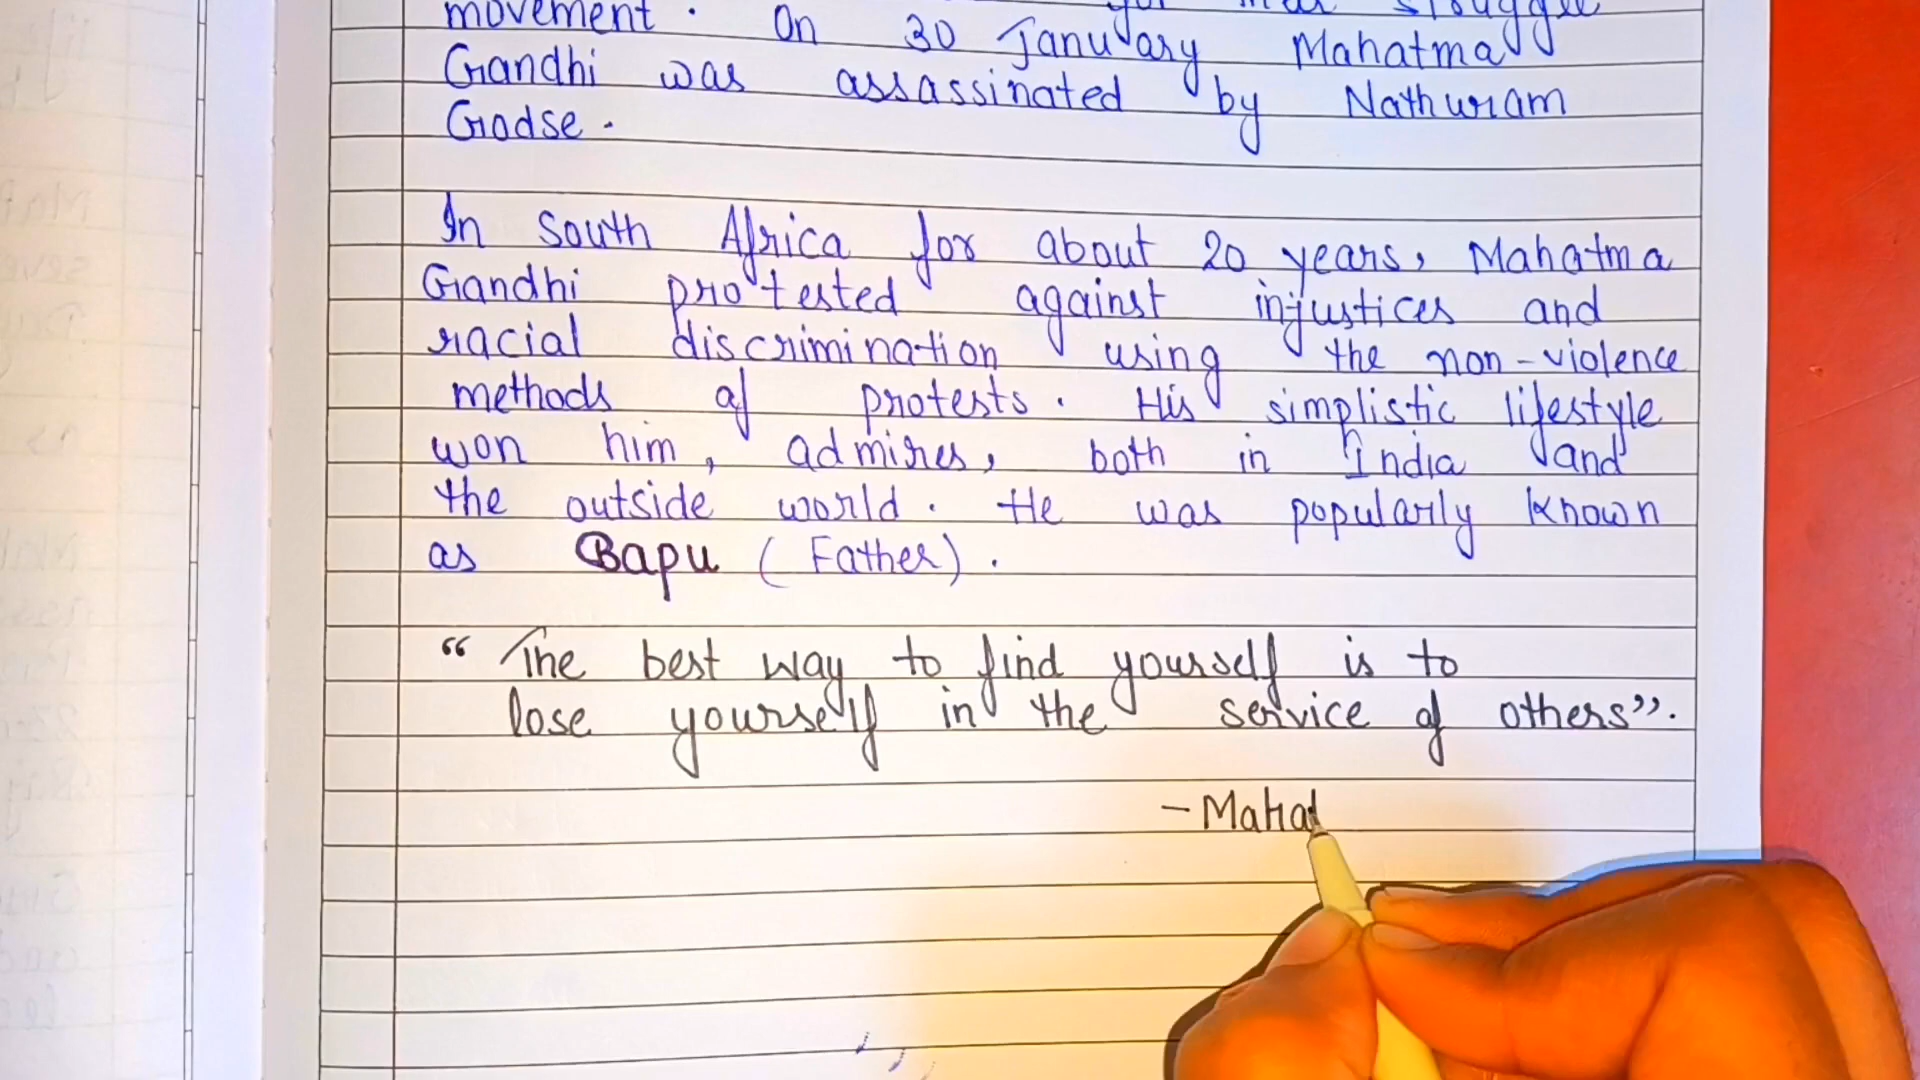 movement. On 30 January Mahatma struggle
Gandhi was assassinated by Nathuram
Godse.
In South Africa for about 20 years, Mahatma
Gandhi protested against injustices and
racial discrimination using the non-violence
methods of protests. His simplistic lifestyle
won him, admires, both in India and
the outside world. He was popularly known
as Bapu (Father).
“The best way to find yourself is to
lose yourself in the service of others”.
- Mahat